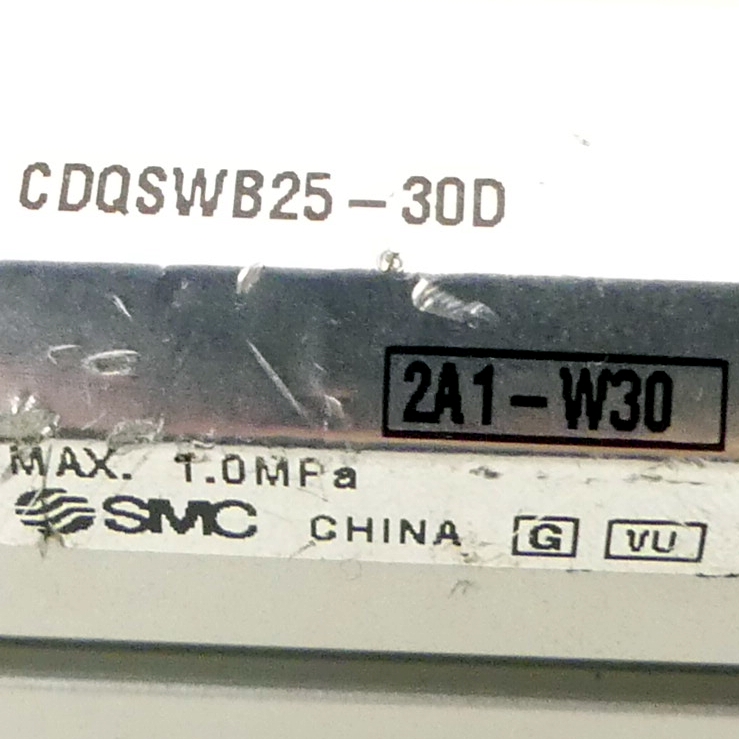 CDQSWB25-30D
2A1-W30
MAX. 1.0MPa
SMC CHINA G VU